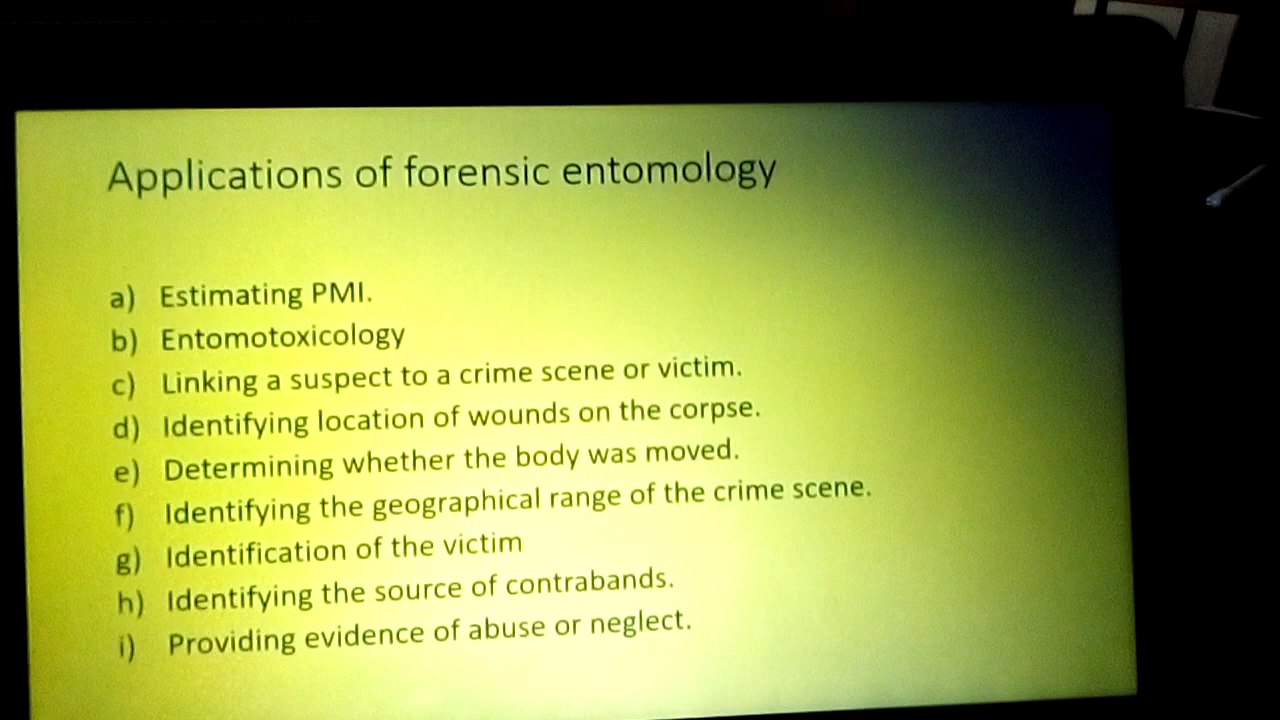 Applications of forensic entomology
a) Estimating PMI.
b) Entomotoxicology
c) Linking a suspect to a crime scene or victim.
d) Identifying location of wounds on the corpse.
e) Determining whether the body was moved.
f) Identifying the geographical range of the crime scene.
g) Identification of the victim
h) Identifying the source of contrabands.
i) Providing evidence of abuse or neglect.